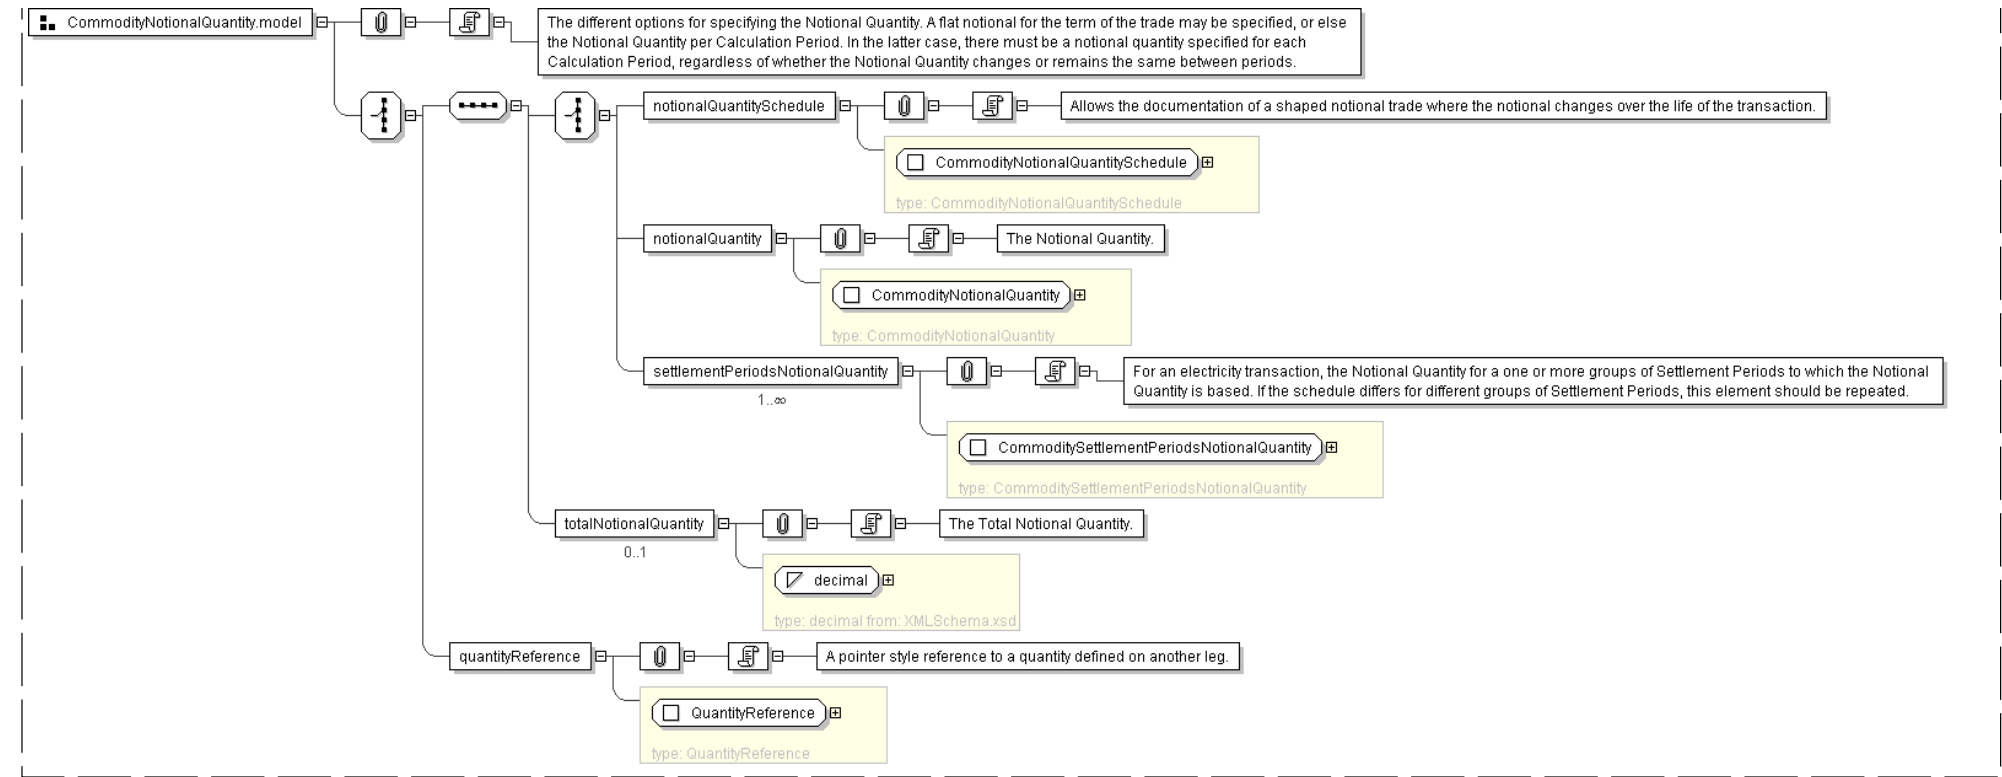 CommodityNotionalQuantity.model
The different options for specifying the Notional Quantity. A flat notional for the term of the trade may be specified, or else
the Notional Quantity per Calculation Period. In the latter case, there must be a notional quantity specified for each
Calculation Period, regardless of whether the Notional Quantity changes or remains the same between periods.
notionalQuantitySchedule
Allows the documentation of a shaped notional trade where the notional changes over the life of the transaction.
CommodityNotionalQuantitySchedule
type: CommodityNotionalQuantitySchedule
notionalQuantity
The Notional Quantity.
CommodityNotionalQuantity
type: CommodityNotionalQuantity
settlementPeriodsNotionalQuantity
1..∞
For an electricity transaction, the Notional Quantity for a one or more groups of Settlement Periods to which the Notional
Quantity is based. If the schedule differs for different groups of Settlement Periods, this element should be repeated.
CommoditySettlementPeriodsNotionalQuantity
type: CommoditySettlementPeriodsNotionalQuantity
totalNotionalQuantity
0..1
The Total Notional Quantity.
decimal
type: decimal from: XMLSchema.xsd
quantityReference
A pointer style reference to a quantity defined on another leg.
QuantityReference
type: QuantityReference